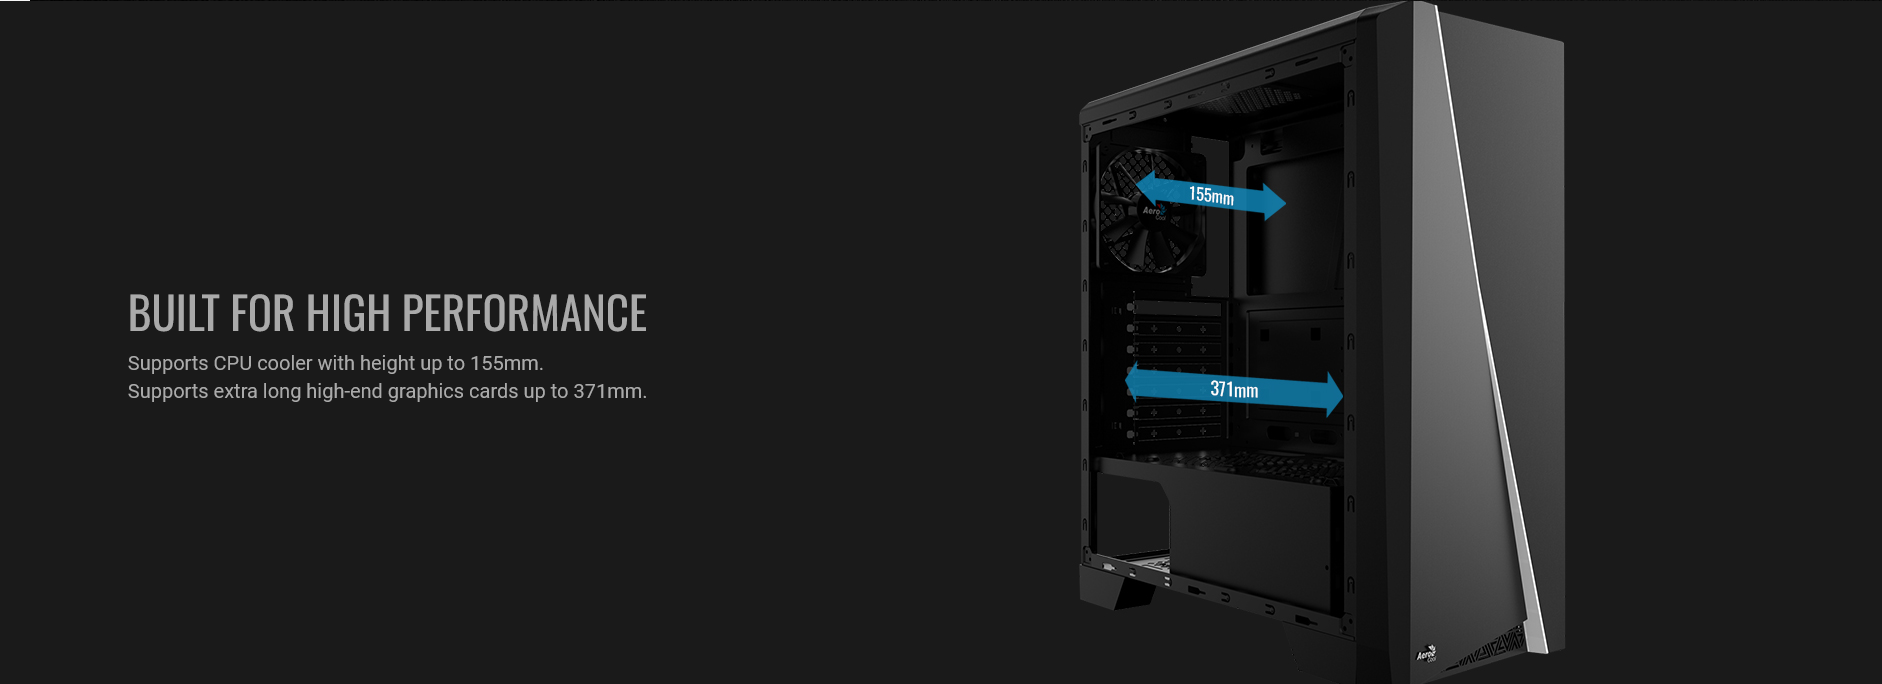 BUILT FOR HIGH PERFORMANCE
Supports CPU cooler with height up to 155mm.
Supports extra long high-end graphics cards up to 371mm.
155mm
Aero
Cool
371mm
Aero
Cool